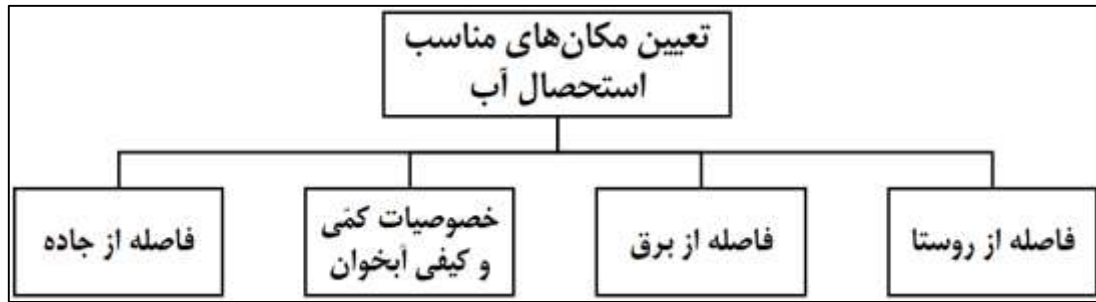 تعیین مکان‌های مناسب
استحصال آب
فاصله از روستا
فاصله از برق
خصوصیات کمّی
و کیفی آبخوان
فاصله از جاده